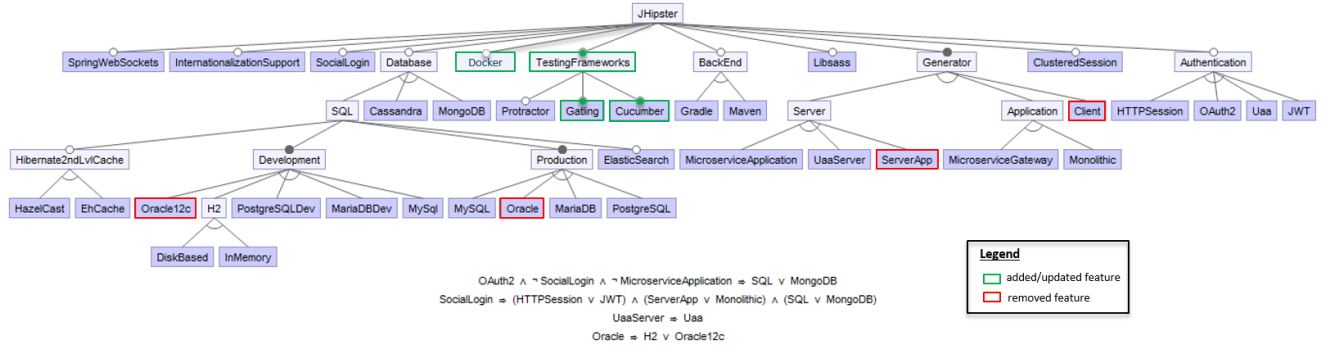 JHipster
SpringWebSockets InternationalizationSupport SocialLogin Database Docker TestingFrameworks BackEnd Libsass Generator ClusteredSession Authentication
SQL Cassandra MongoDB Protractor Gatling Cucumber Gradle Maven Server Application Client HTTPSession OAuth2 Uaa JWT
Hibernate2ndLvlCache Development Production ElasticSearch MicroserviceApplication UaaServer ServerApp MicroserviceGateway Monolithic
HazelCast EhCache Oracle12c H2 PostgreSQLDev MariaDBDev MySql MySQL Oracle MariaDB PostgreSQL
DiskBased InMemory
OAuth2 ∧ ¬ SocialLogin ∧ ¬ MicroserviceApplication ⇒ SQL ∨ MongoDB
SocialLogin ⇒ (HTTPSession ∨ JWT) ∧ (ServerApp ∨ Monolithic) ∧ (SQL ∨ MongoDB)
UaaServer ⇒ Uaa
Oracle ⇒ H2 ∨ Oracle12c
Legend
added/updated feature
removed feature